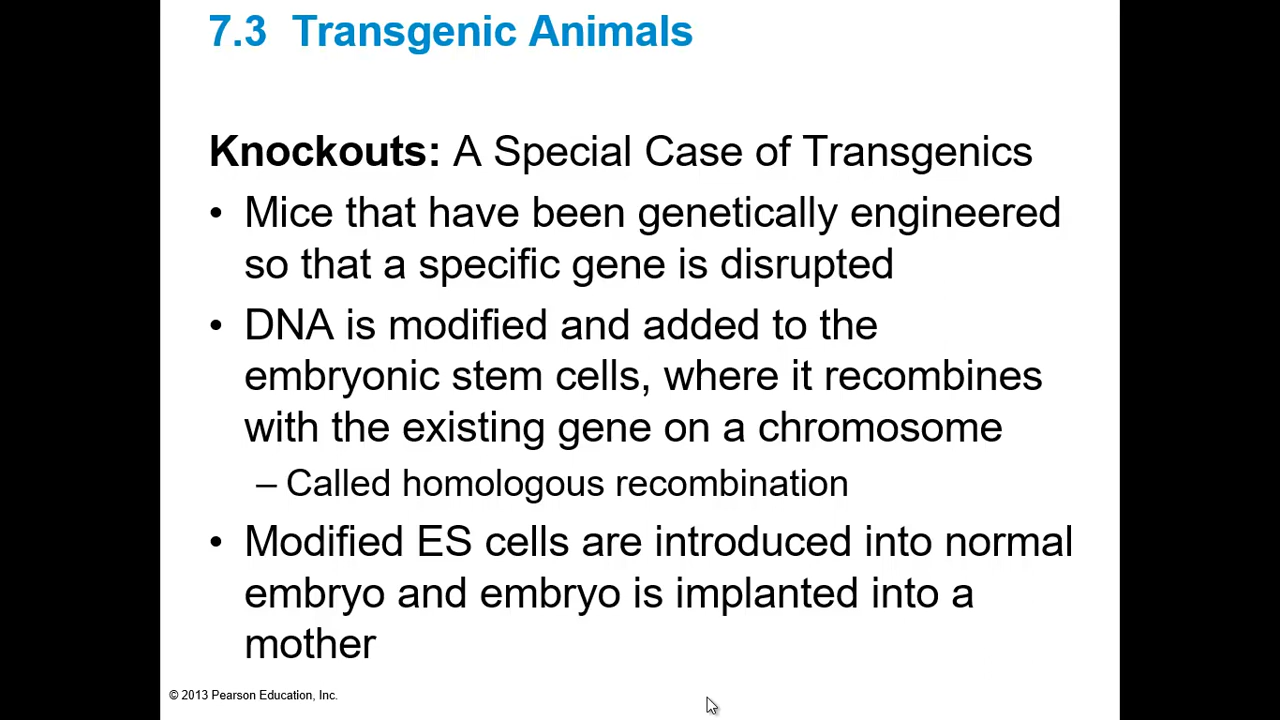 7.3 Transgenic Animals
Knockouts: A Special Case of Transgenics
• Mice that have been genetically engineered
so that a specific gene is disrupted
• DNA is modified and added to the
embryonic stem cells, where it recombines
with the existing gene on a chromosome
– Called homologous recombination
• Modified ES cells are introduced into normal
embryo and embryo is implanted into a
mother
© 2013 Pearson Education, Inc.